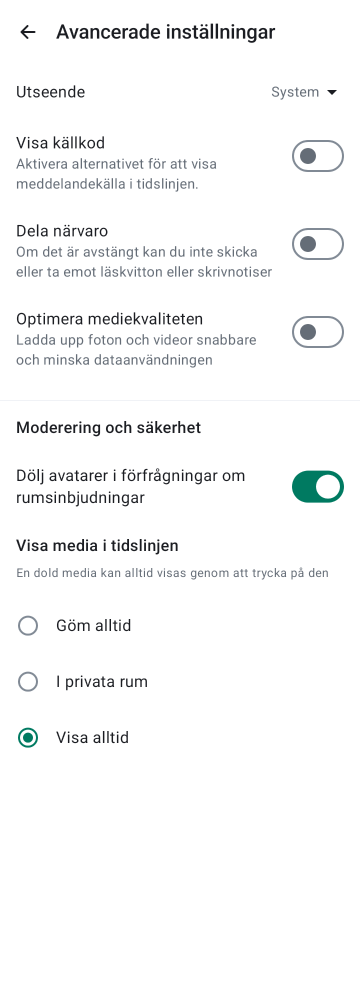 Avancerade inställningar
Utseende
System
Visa källkod
Aktivera alternativet för att visa
meddelandekälla i tidslinjen.
Dela närvaro
Om det är avstängt kan du inte skicka
eller ta emot läskvitton eller skrivnotiser
Optimera mediekvaliteten
Ladda upp foton och videor snabbare
och minska dataanvändningen
Moderering och säkerhet
Dölj avatarer i förfrågningar om
rumsinbjudningar
Visa media i tidslinjen
En dold media kan alltid visas genom att trycka på den
Göm alltid
I privata rum
Visa alltid